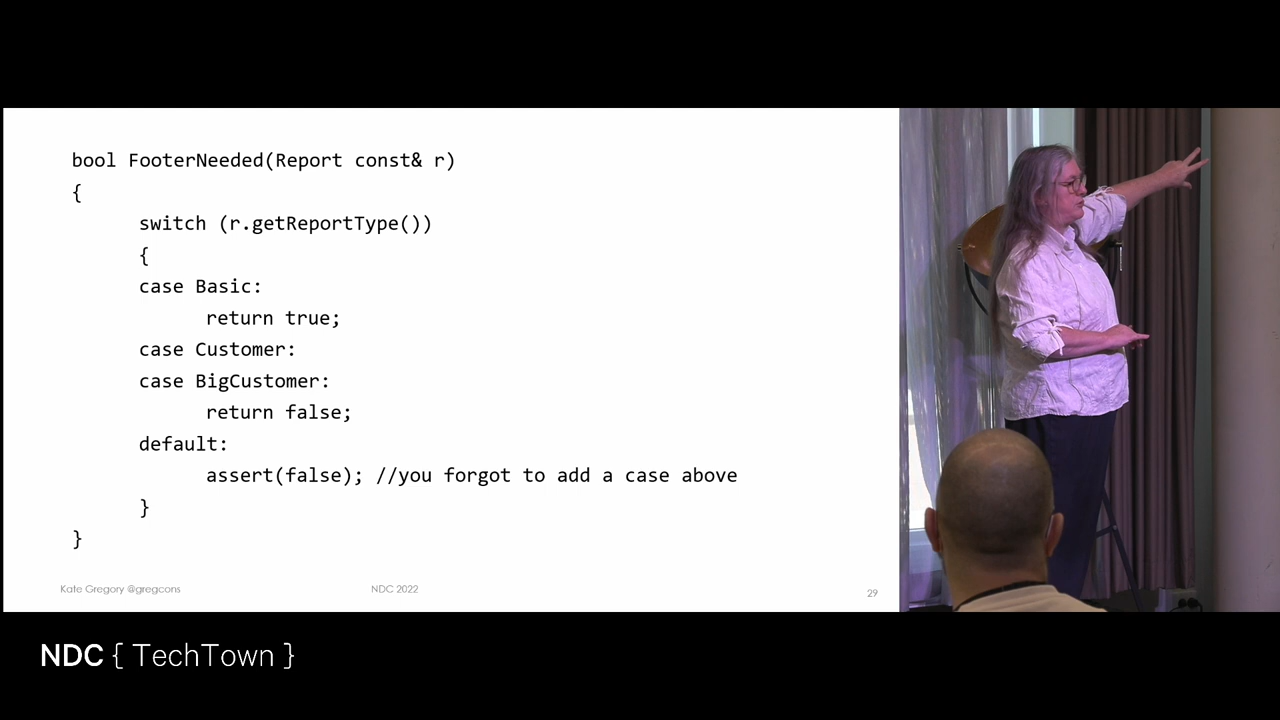 bool FooterNeeded(Report const& r)
{
switch (r.getReportType())
{
case Basic:
return true;
case Customer:
case BigCustomer:
return false;
default:
assert(false); //you forgot to add a case above
}
}
Kate Gregory @gregcons
NDC 2022
29
NDC { TechTown }